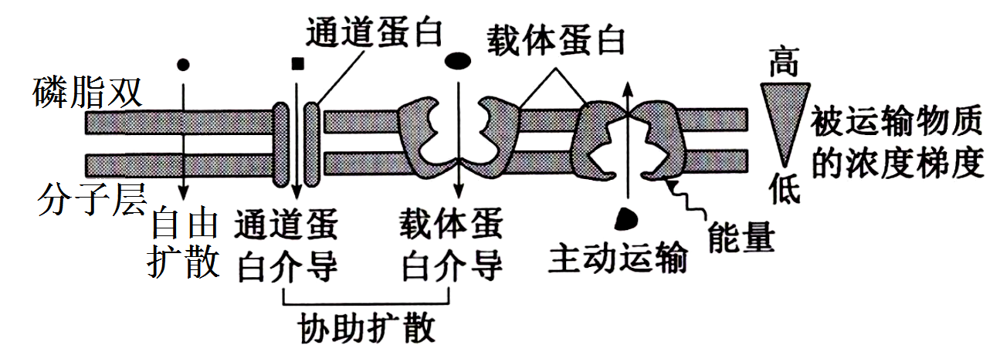 通道蛋白
载体蛋白
高
磷脂双
分子层
被运输物质
的浓度梯度
低
自由
扩散
通道蛋
白介导
载体蛋
白介导
主动运输
能量
协助扩散